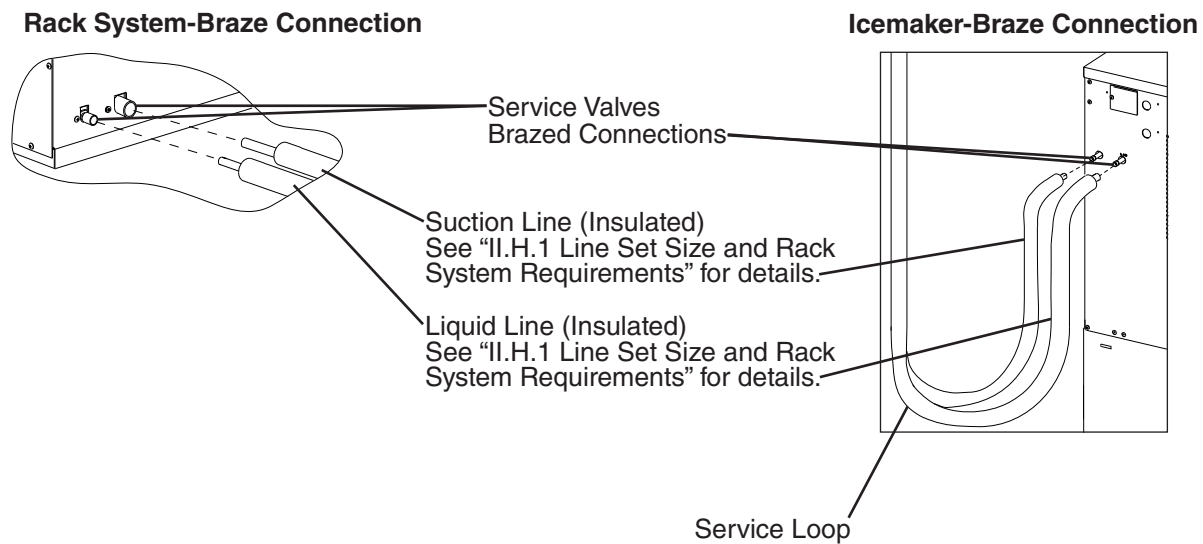 Rack System-Braze Connection
Icemaker-Braze Connection
Service Valves
Brazed Connections
Suction Line (Insulated)
See “II.H.1 Line Set Size and Rack
System Requirements” for details.
Liquid Line (Insulated)
See “II.H.1 Line Set Size and Rack
System Requirements” for details.
Service Loop